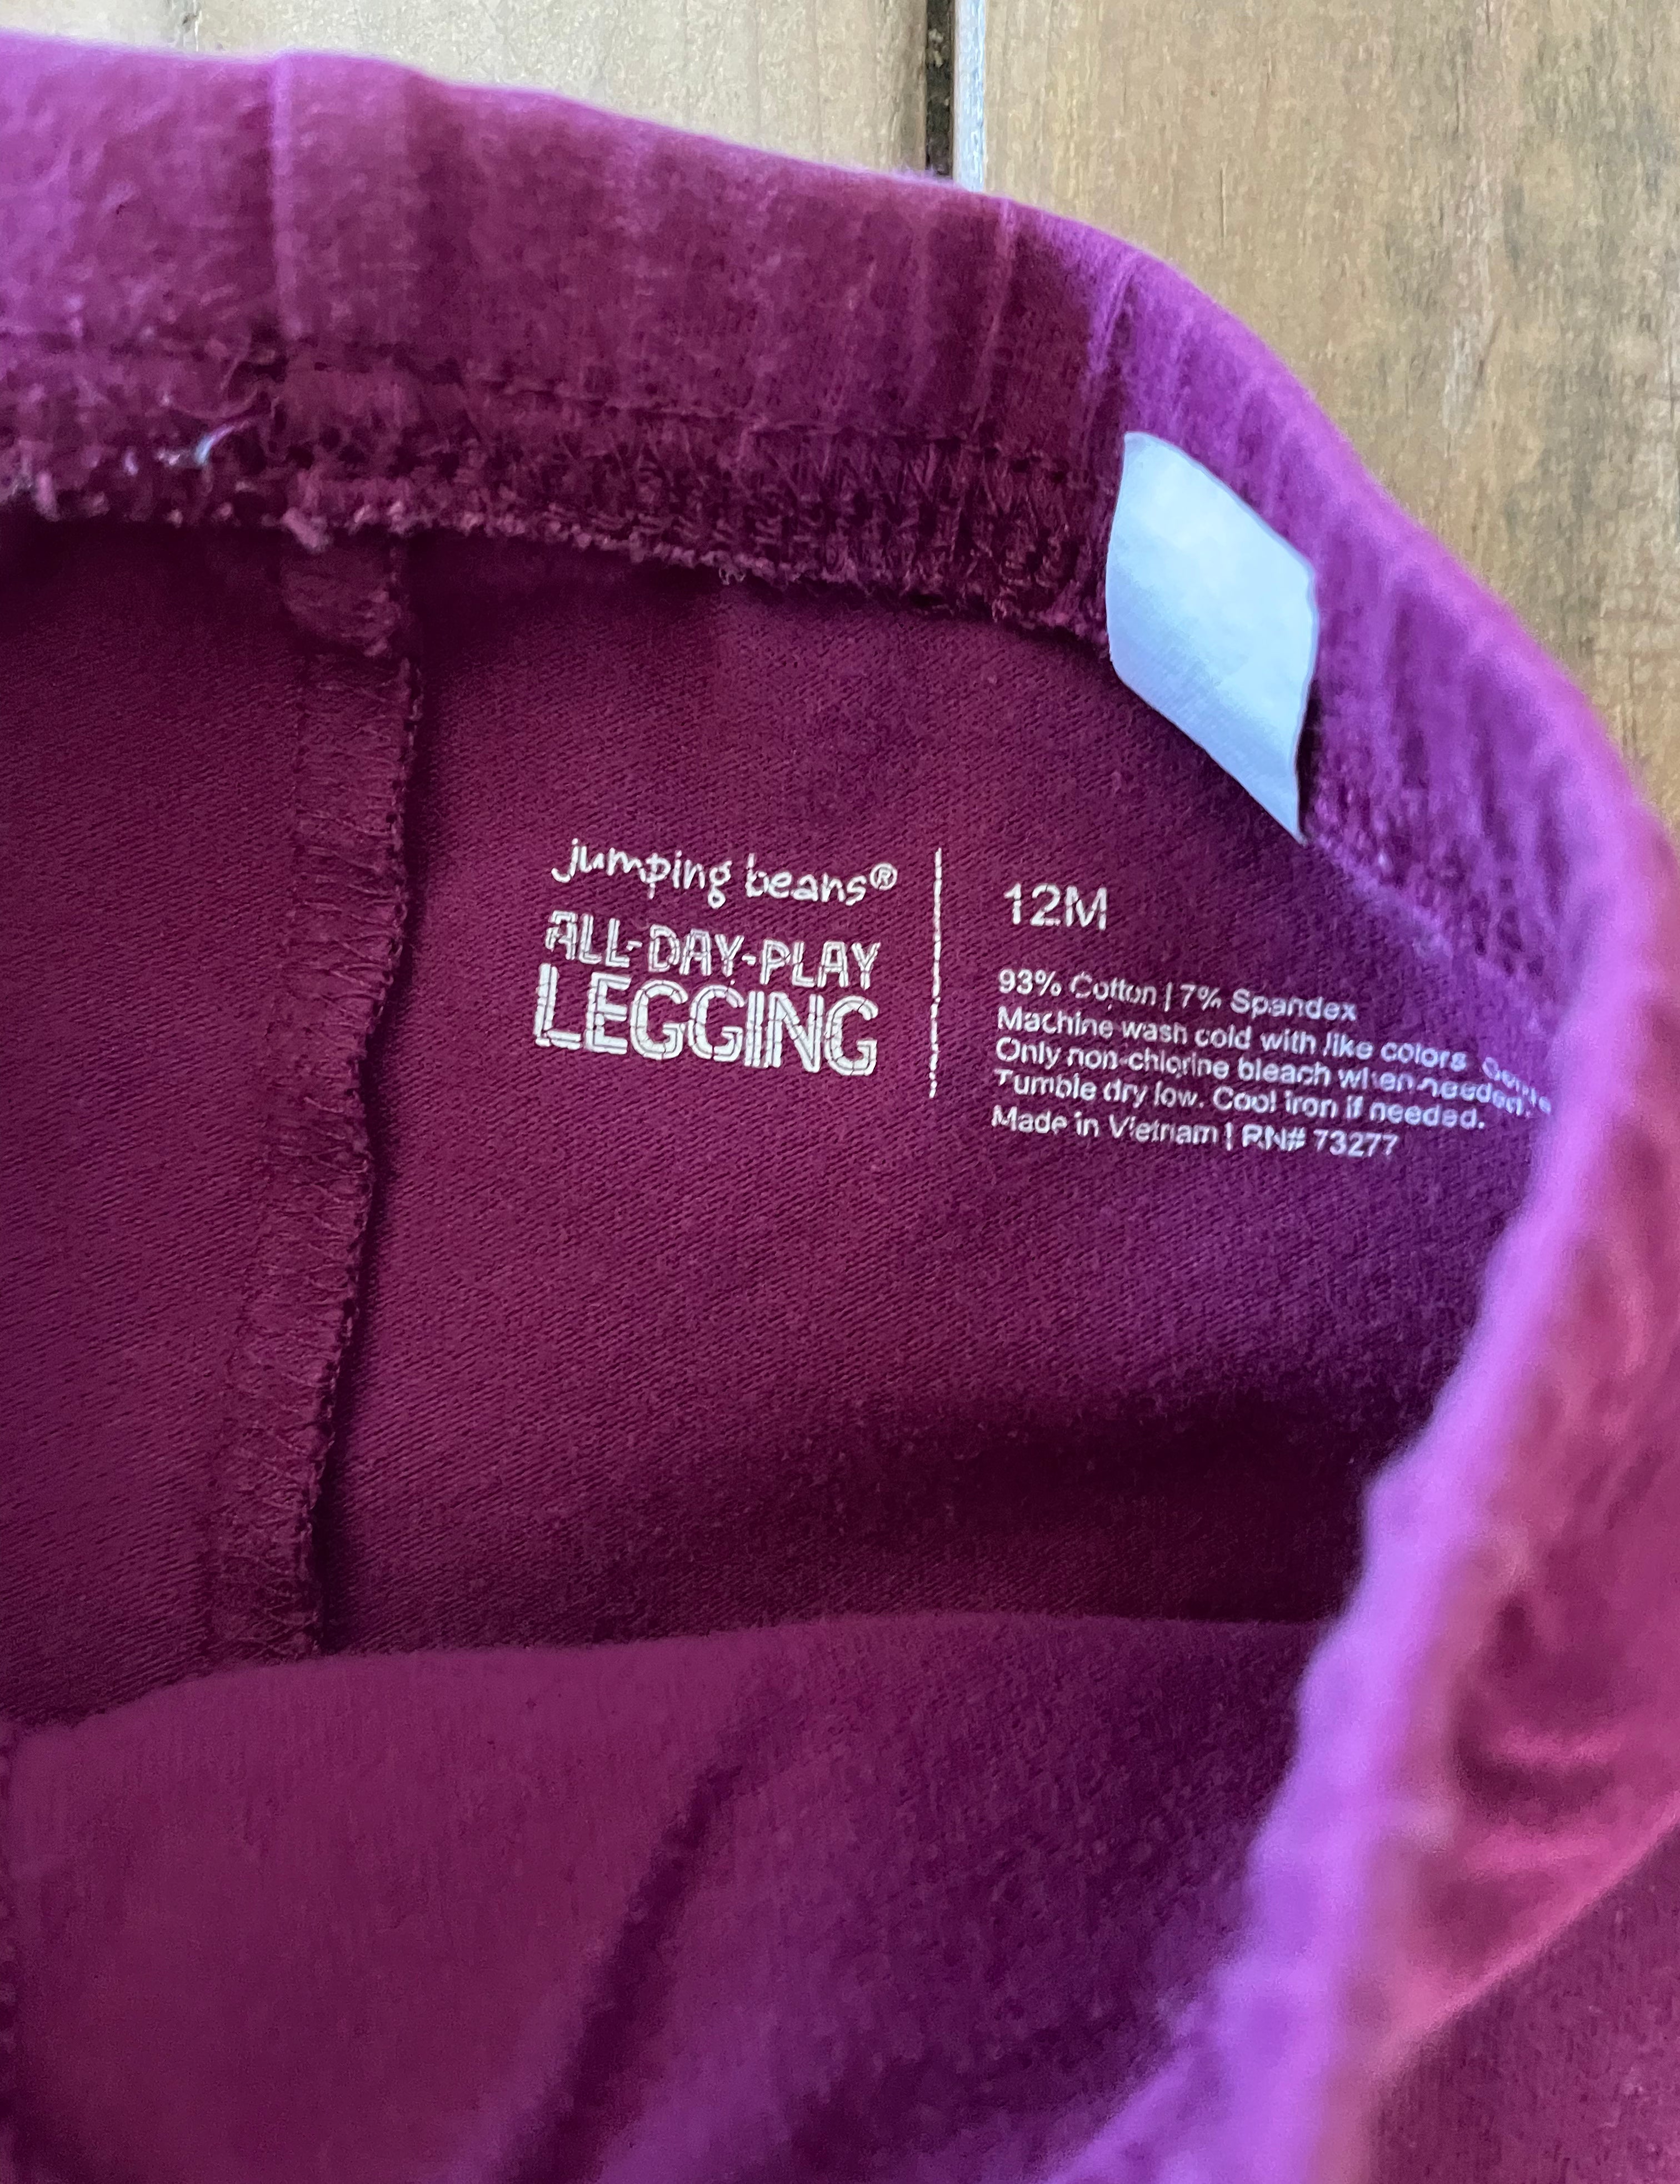 jumping beans®
ALL-DAY-PLAY
LEGGING
12M
93% Cotton | 7% Spandex
Machine wash cold with like colors
Only non-chlorine bleach when needed.
Tumble dry low. Cool iron if needed.
Made in Vietnam | RN# 73277